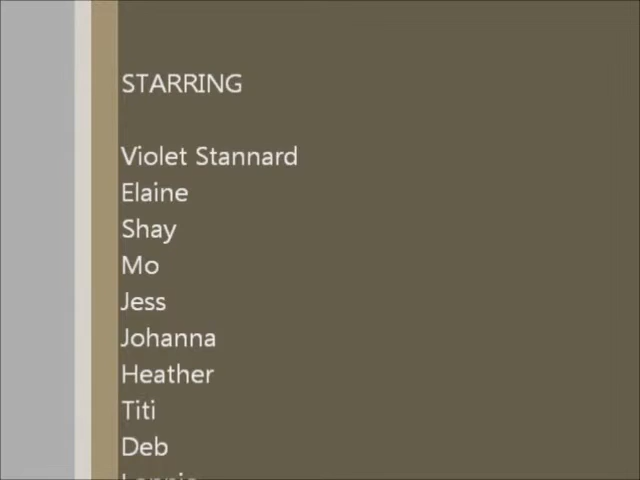 STARRING
Violet Stannard
Elaine
Shay
Mo
Jess
Johanna
Heather
Titi
Deb